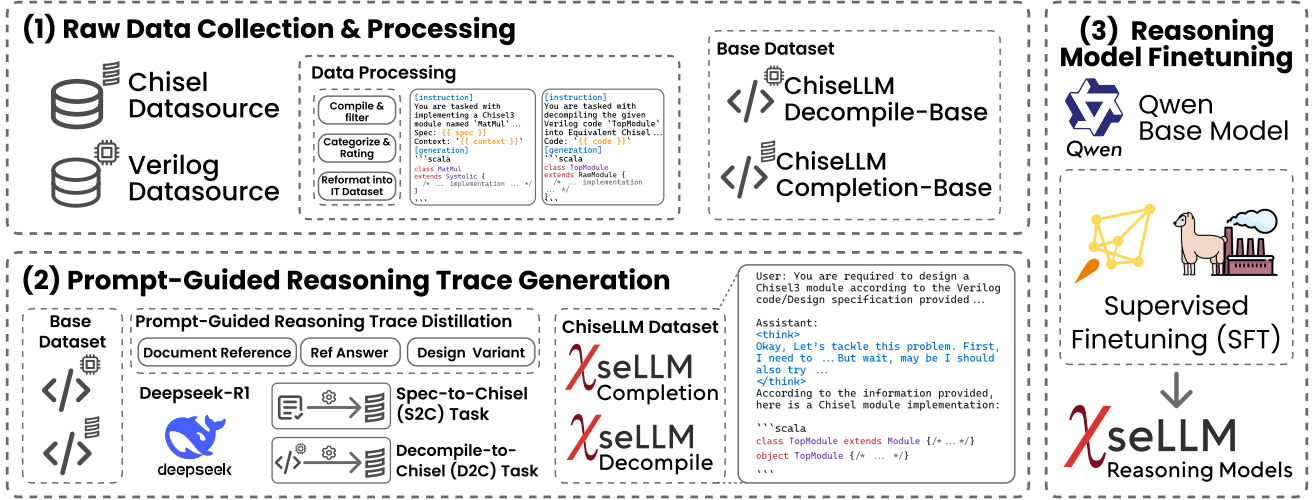 (1) Raw Data Collection & Processing
Chisel
Datasource
Verilog
Datasource
Data Processing
Compile &
filter
Categorize &
Rating
Reformat into
IT Dataset
[instruction]
You are tasked with
implementing a Chisel3
module named `MatMul`...
Spec: {{ spec }}
Context: `{{ context }}`
[generation]
```scala
class MatMul
extends Systolic {
/* ... implementation ... */
}
```
[instruction]
You are tasked with
decompiling the given
Verilog code `TopModule`
into Equivalent Chisel...
Code: `{{ code }}`
[generation]
```scala
class TopModule
extends RawModule {
/* ... implementation
... */
}
```
Base Dataset
ChiseLLM
Decompile-Base
ChiseLLM
Completion-Base
(2) Prompt-Guided Reasoning Trace Generation
Base
Dataset
Prompt-Guided Reasoning Trace Distillation
Document Reference
Ref Answer
Design Variant
Deepseek-R1
deepseek
Spec-to-Chisel
(S2C) Task
Decompile-to-
Chisel (D2C) Task
ChiseLLM Dataset
χseLLM
Completion
χseLLM
Decompile
User: You are required to design a
Chisel3 module according to the Verilog
code/Design specification provided...
Assistant:
<think>
Okay, Let's tackle this problem. First,
I need to ...But wait, may be I should
also try ...
</think>
According to the information provided,
here is a Chisel module implementation:
```scala
class TopModule extends Module {/*...*/}
object TopModule {/* ... */}
```
(3) Reasoning
Model Finetuning
Qwen
Qwen
Base Model
Supervised
Finetuning (SFT)
χseLLM
Reasoning Models